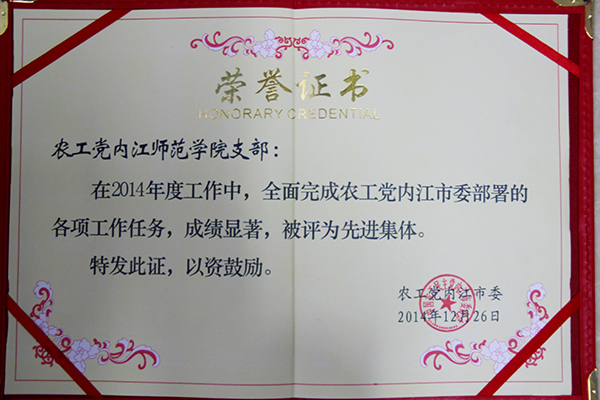 荣誉证书
HONORARY CREDENTIAL
农工党内江师范学院支部：
在2014年度工作中，全面完成农工党内江市委部署的
各项工作任务，成绩显著，被评为先进集体。
特发此证，以资鼓励。
农工党内江市委
2014年12月26日